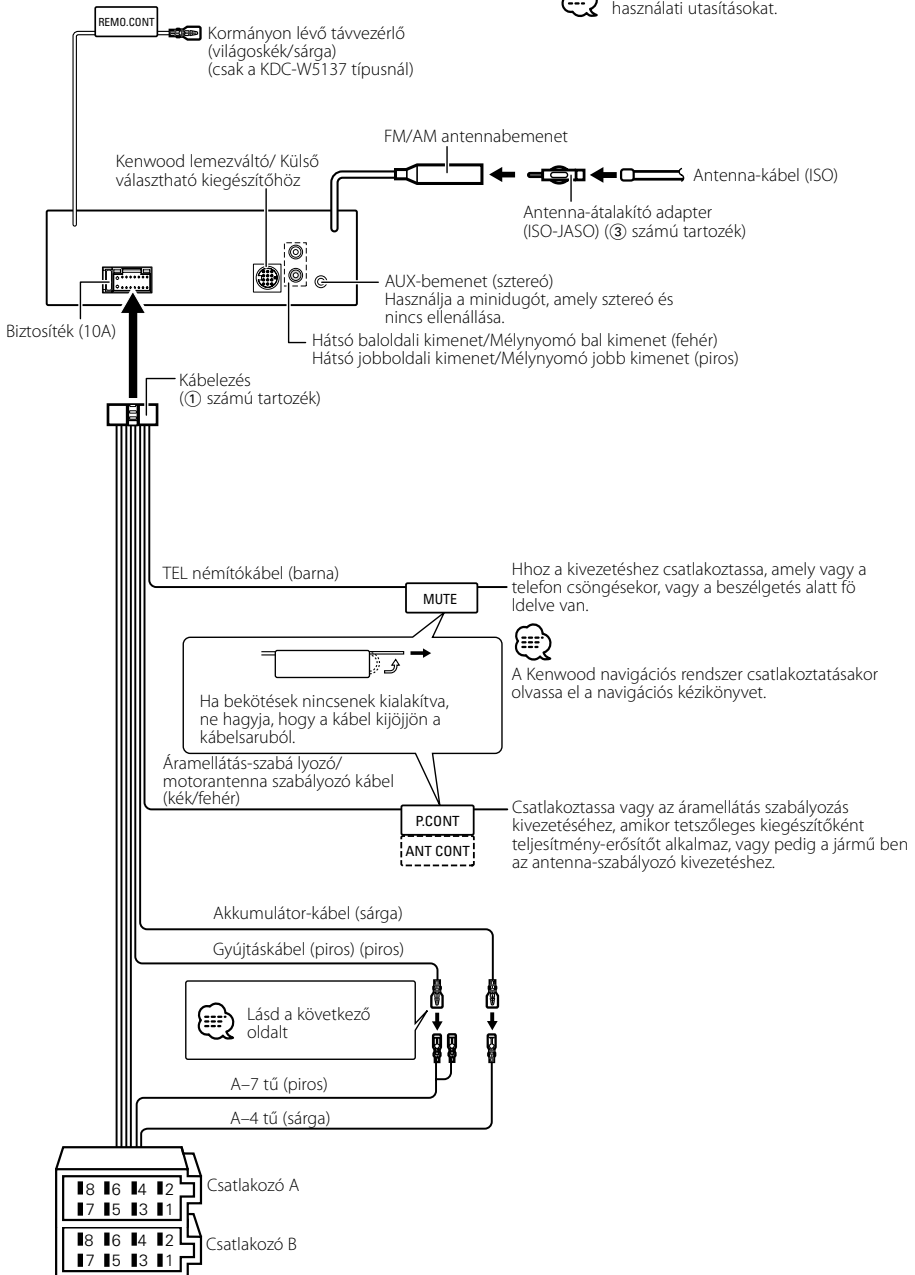 használati utasításokat.
REMO.CONT
Kormányon lévő távvezérlő
(világoskék/sárga)
(csak a KDC-W5137 típusnál)
FM/AM antennabemenet
Kenwood lemezváltó/ Külső
választható kiegészítőhöz
Antenna-kábel (ISO)
Antenna-átalakító adapter
(ISO-JASO) (③ számú tartozék)
AUX-bemenet (sztereó)
Használja a minidugót, amely sztereó és
nincs ellenállása.
Biztosíték (10A)
Hátsó baloldali kimenet/Mélynyomó bal kimenet (fehér)
Hátsó jobboldali kimenet/Mélynyomó jobb kimenet (piros)
Kábelezés
(① számú tartozék)
TEL némítókábel (barna)
MUTE
Hhoz a kivezetéshez csatlakoztassa, amely vagy a
telefon csöngésekor, vagy a beszélgetés alatt fö
ldelve van.
A Kenwood navigációs rendszer csatlakoztatásakor
olvassa el a navigációs kézikönyvet.
Ha bekötések nincsenek kialakítva,
ne hagyja, hogy a kábel kijöjjön a
kábelsaruból.
Áramellátás-szabá lyozó/
motorantenna szabályozó kábel
(kék/fehér)
P.CONT
ANT CONT
Csatlakoztassa vagy az áramellátás szabályozás
kivezetéséhez, amikor tetszőleges kiegészítőként
teljesítmény-erősítőt alkalmaz, vagy pedig a jármű ben
az antenna-szabályozó kivezetéshez.
Akkumulátor-kábel (sárga)
Gyújtáskábel (piros) (piros)
Lásd a következő
oldalt
A–7 tű (piros)
A–4 tű (sárga)
Csatlakozó A
8 6 4 2
7 5 3 1
Csatlakozó B
8 6 4 2
7 5 3 1